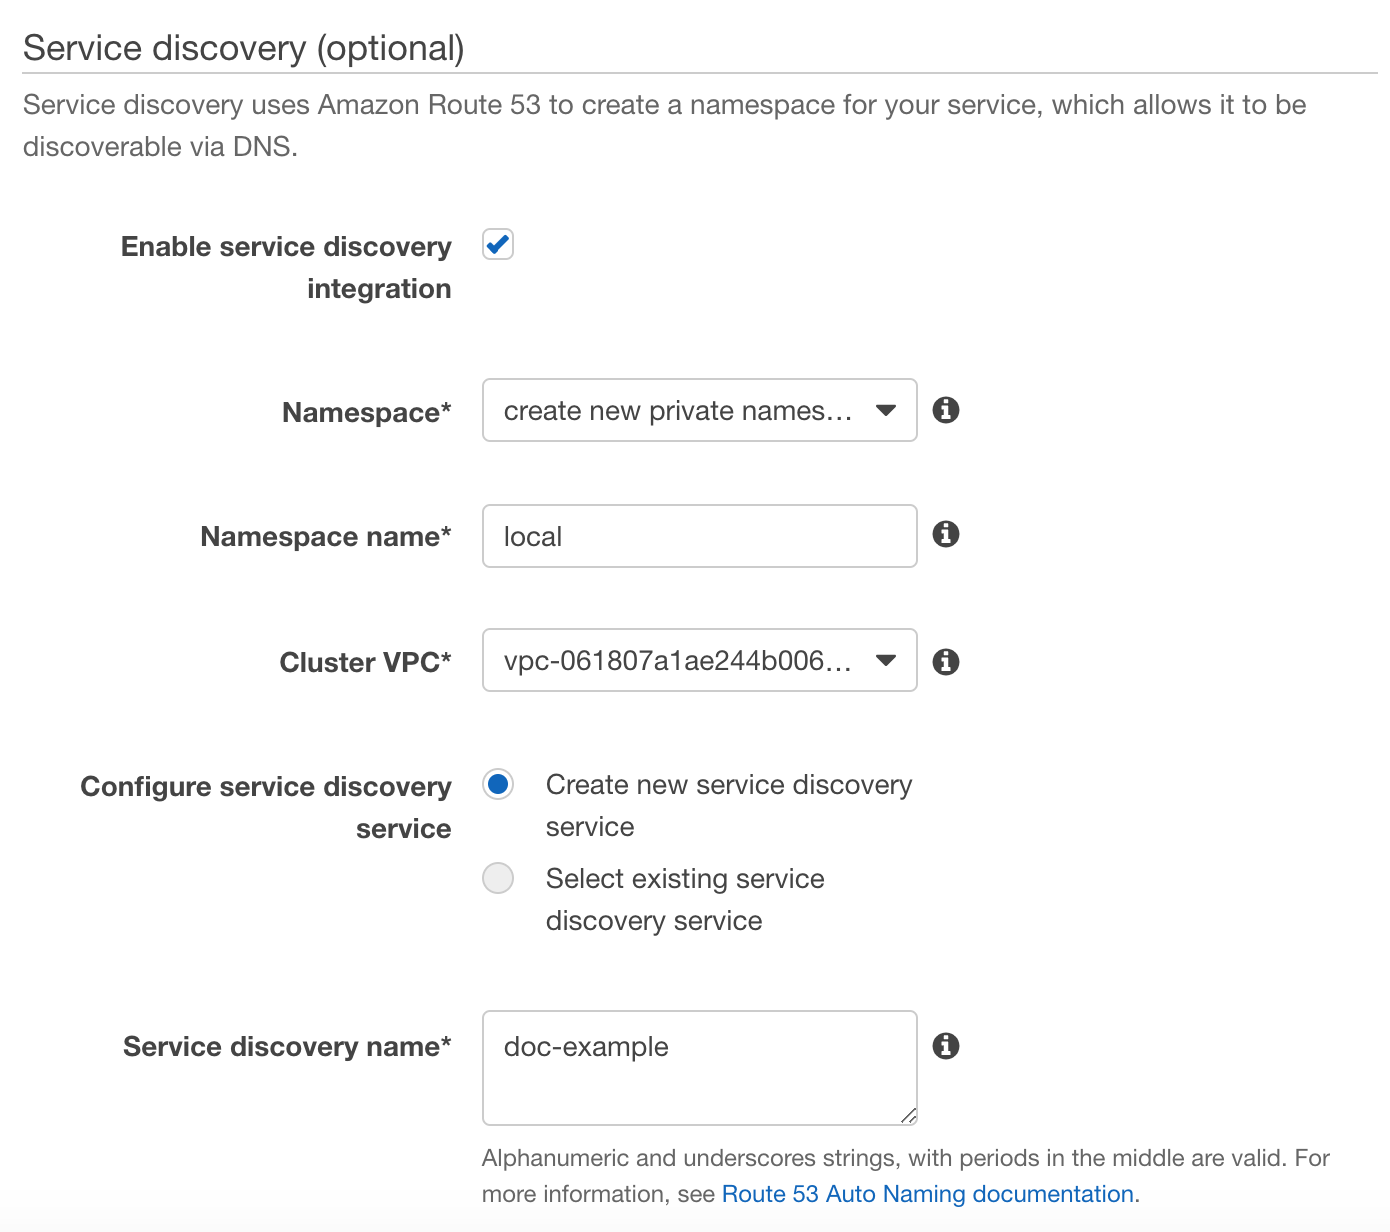 Service discovery (optional)
Service discovery uses Amazon Route 53 to create a namespace for your service, which allows it to be
discoverable via DNS.
Enable service discovery
integration
Namespace*
create new private names...
Namespace name*
local
Cluster VPC*
vpc-061807a1ae244b006...
Configure service discovery
service
Create new service discovery
service
Select existing service
discovery service
Service discovery name*
doc-example
Alphanumeric and underscores strings, with periods in the middle are valid. For
more information, see Route 53 Auto Naming documentation.